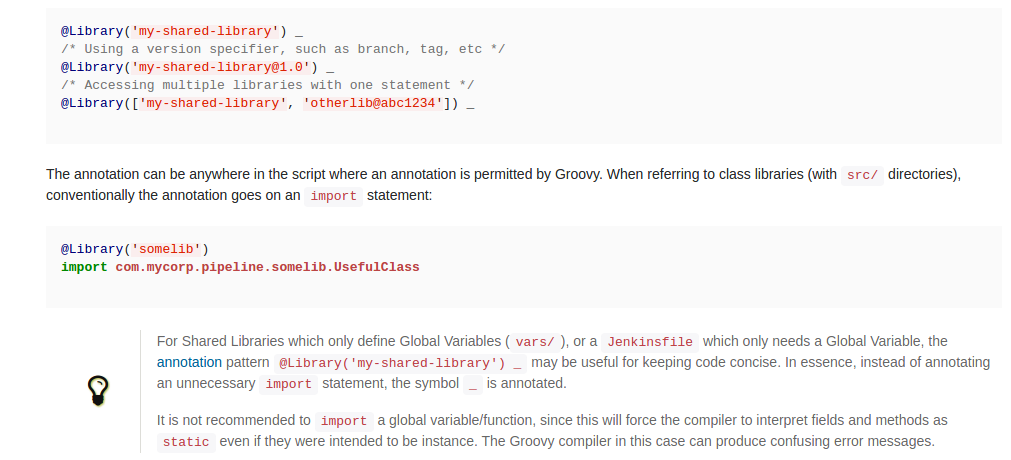 @Library('my-shared-library') _
/* Using a version specifier, such as branch, tag, etc */
@Library('my-shared-library@1.0') _
/* Accessing multiple libraries with one statement */
@Library(['my-shared-library', 'otherlib@abc1234']) _
The annotation can be anywhere in the script where an annotation is permitted by Groovy. When referring to class libraries (with src/ directories),
conventionally the annotation goes on an import statement:
@Library('somelib')
import com.mycorp.pipeline.somelib.UsefulClass
For Shared Libraries which only define Global Variables ( vars/ ), or a Jenkinsfile which only needs a Global Variable, the
annotation pattern @Library('my-shared-library') _ may be useful for keeping code concise. In essence, instead of annotating
an unnecessary import statement, the symbol _ is annotated.
It is not recommended to import a global variable/function, since this will force the compiler to interpret fields and methods as
static even if they were intended to be instance. The Groovy compiler in this case can produce confusing error messages.